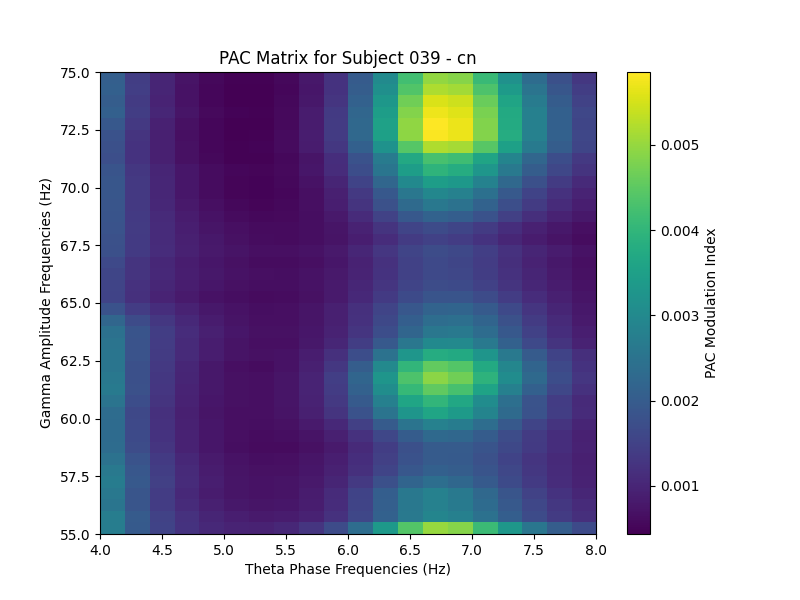 PAC Matrix for Subject 039 - cn
75.0
72.5
70.0
67.5
65.0
62.5
60.0
57.5
55.0
Gamma Amplitude Frequencies (Hz)
4.0 4.5 5.0 5.5 6.0 6.5 7.0 7.5 8.0
Theta Phase Frequencies (Hz)
0.005
0.004
0.003
0.002
0.001
PAC Modulation Index